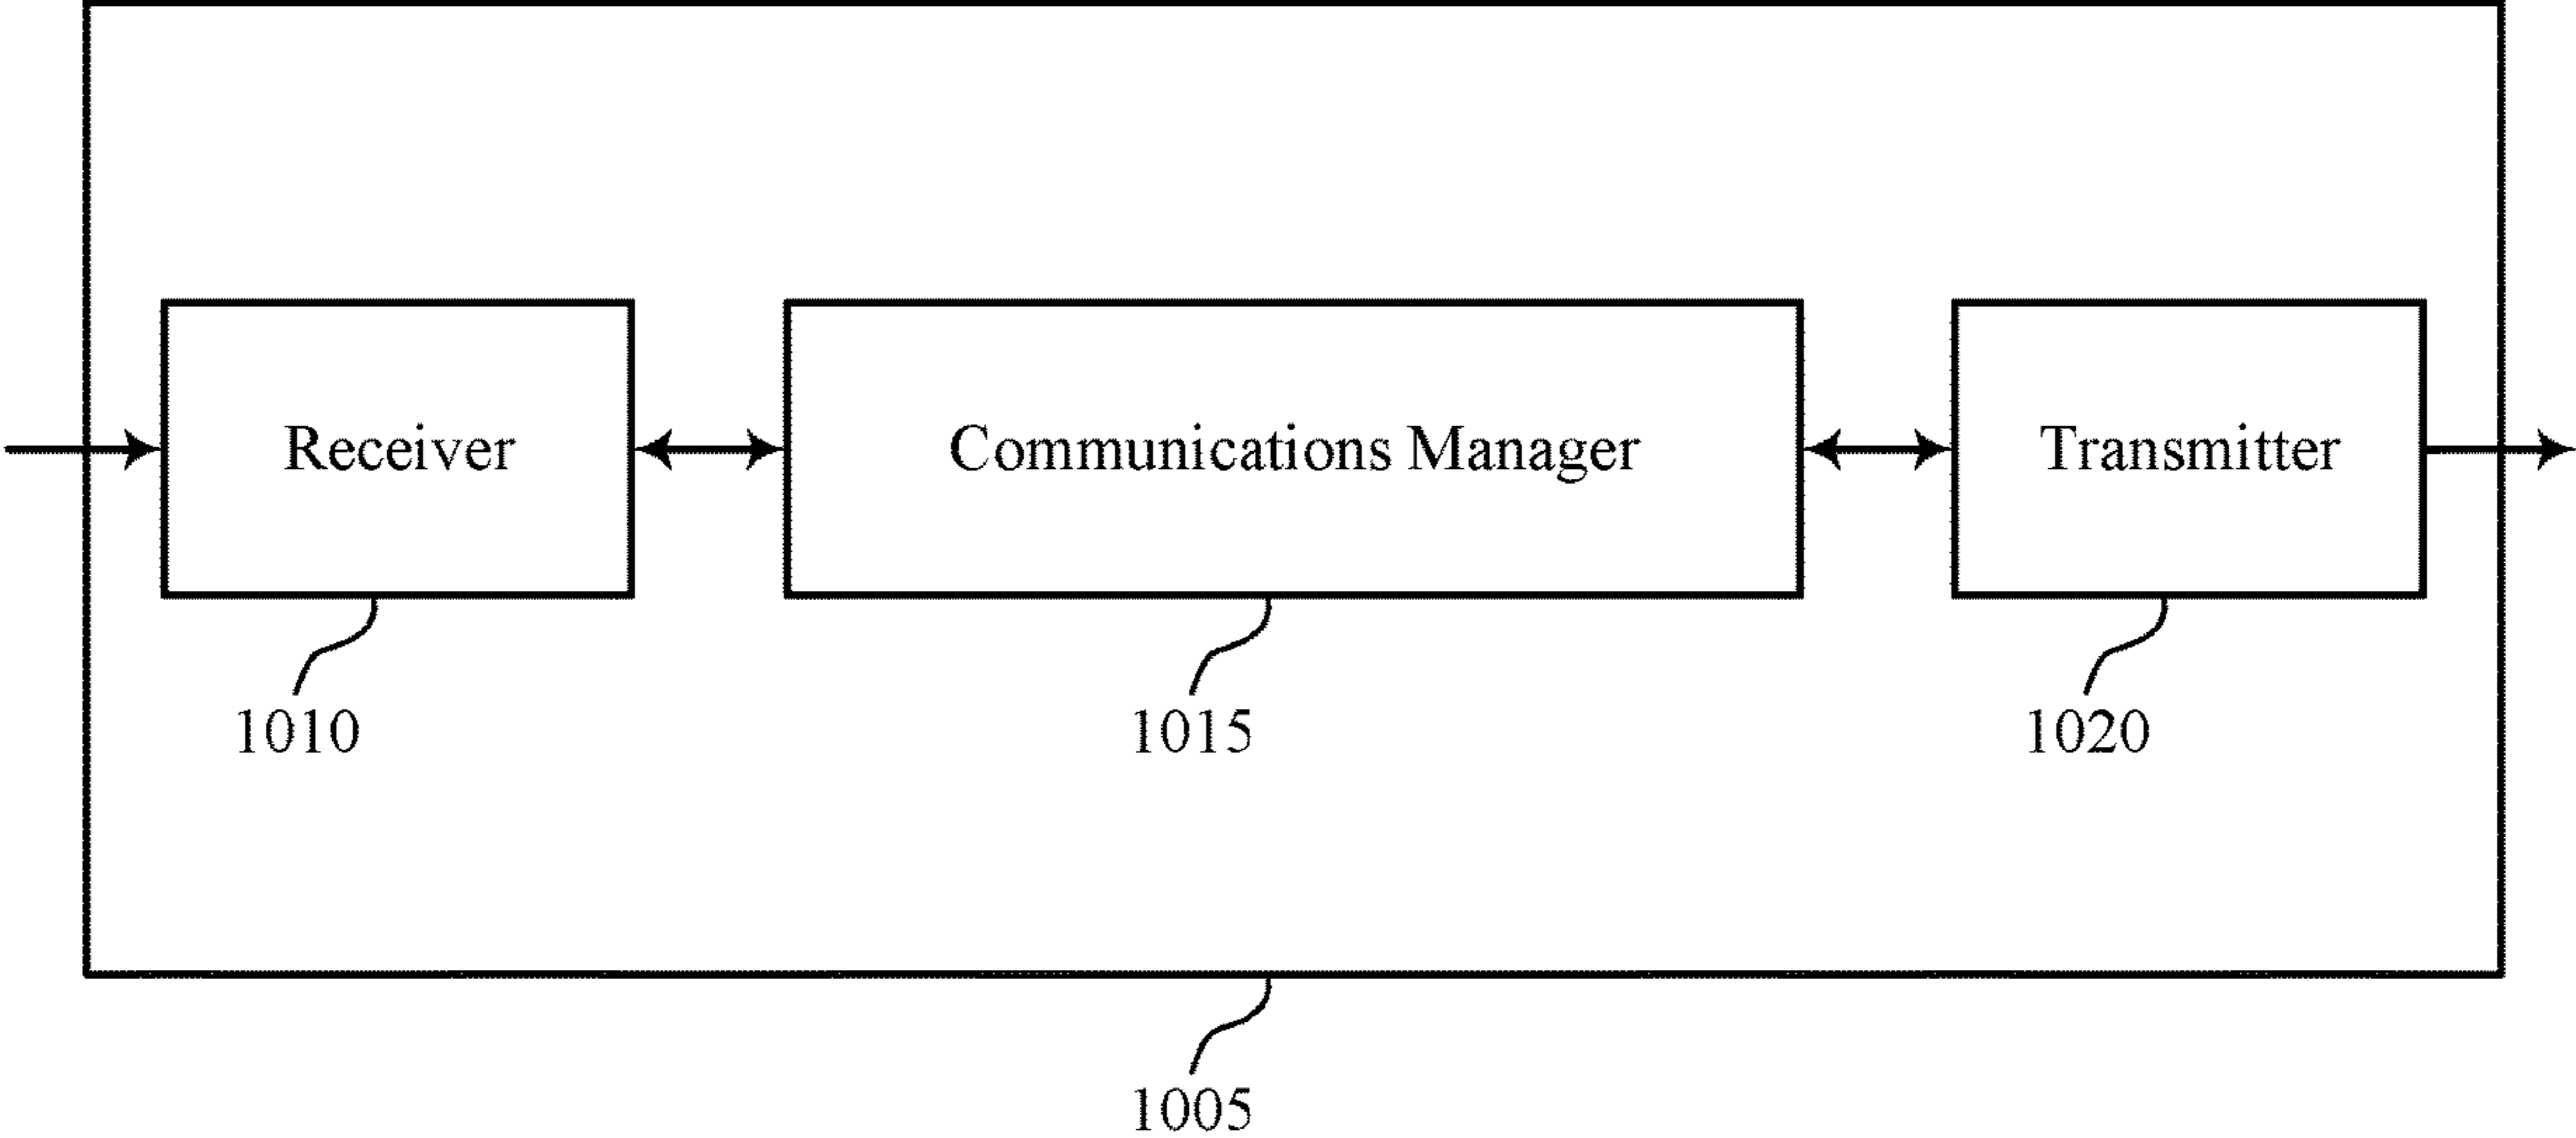 Receiver
Communications Manager
Transmitter
1010
1015
1020
1005